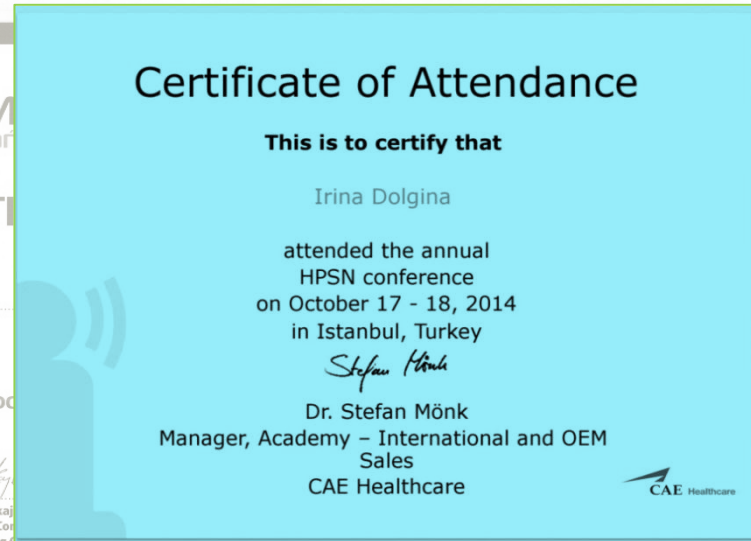 Certificate of Attendance
This is to certify that
Irina Dolgina
attended the annual
HPSN conference
on October 17 - 18, 2014
in Istanbul, Turkey
Stefan Mönk
Dr. Stefan Mönk
Manager, Academy – International and OEM
Sales
CAE Healthcare
CAE Healthcare